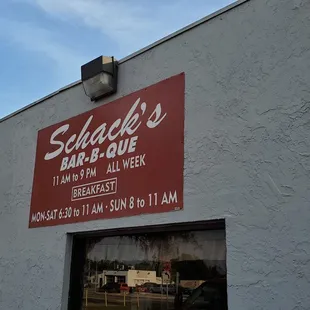 Schack's
BAR-B-QUE
11 AM to 9 PM ALL WEEK
BREAKFAST
MON-SAT 6:30 to 11 AM · SUN 8 to 11 AM